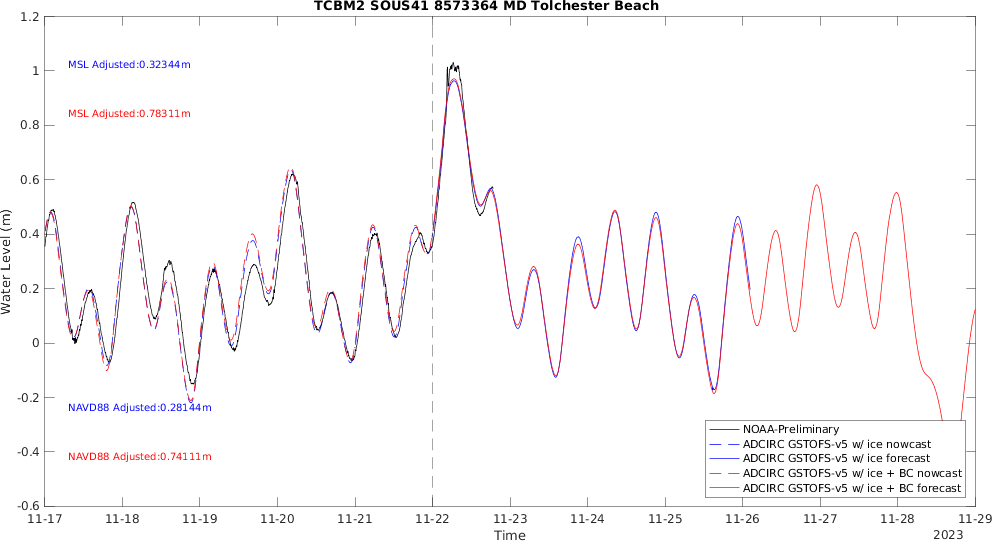 TCBM2 SOUS41 8573364 MD Tolchester Beach
1.2
1
0.8
0.6
0.4
0.2
0
-0.2
-0.4
-0.6
Water Level (m)
MSL Adjusted:0.32344m
MSL Adjusted:0.78311m
NAVD88 Adjusted:0.28144m
NAVD88 Adjusted:0.74111m
NOAA-Preliminary
ADCIRC GSTOFS-v5 w/ ice nowcast
ADCIRC GSTOFS-v5 w/ ice forecast
ADCIRC GSTOFS-v5 w/ ice + BC nowcast
ADCIRC GSTOFS-v5 w/ ice + BC forecast
11-17 11-18 11-19 11-20 11-21 11-22 11-23 11-24 11-25 11-26 11-27 11-28 11-29
Time
2023